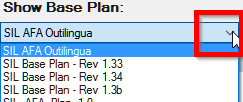 Show Base Plan:
SIL AFA Outilingua
SIL AFA Outilingua
SIL Base Plan - Rev 1.33
SIL Base Plan - Rev 1.34
SIL Base Plan - Rev 1.3b